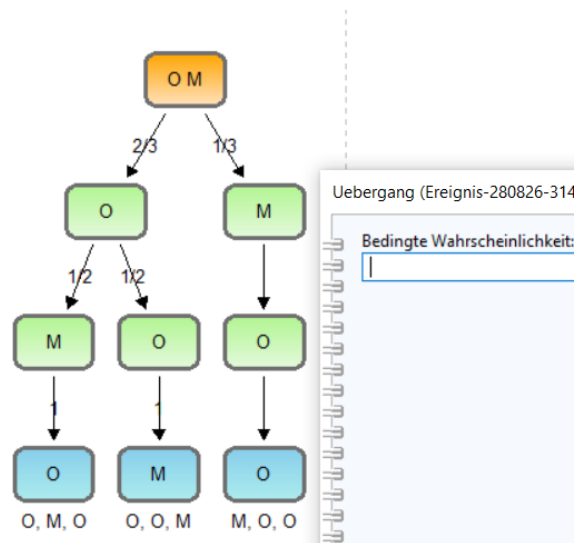 O M
2/3 1/3
O M
1/2 1/2
M O O
1 1
O M O
O, M, O O, O, M M, O, O
Uebergang (Ereignis-280826-314
Bedingte Wahrscheinlichkeit: